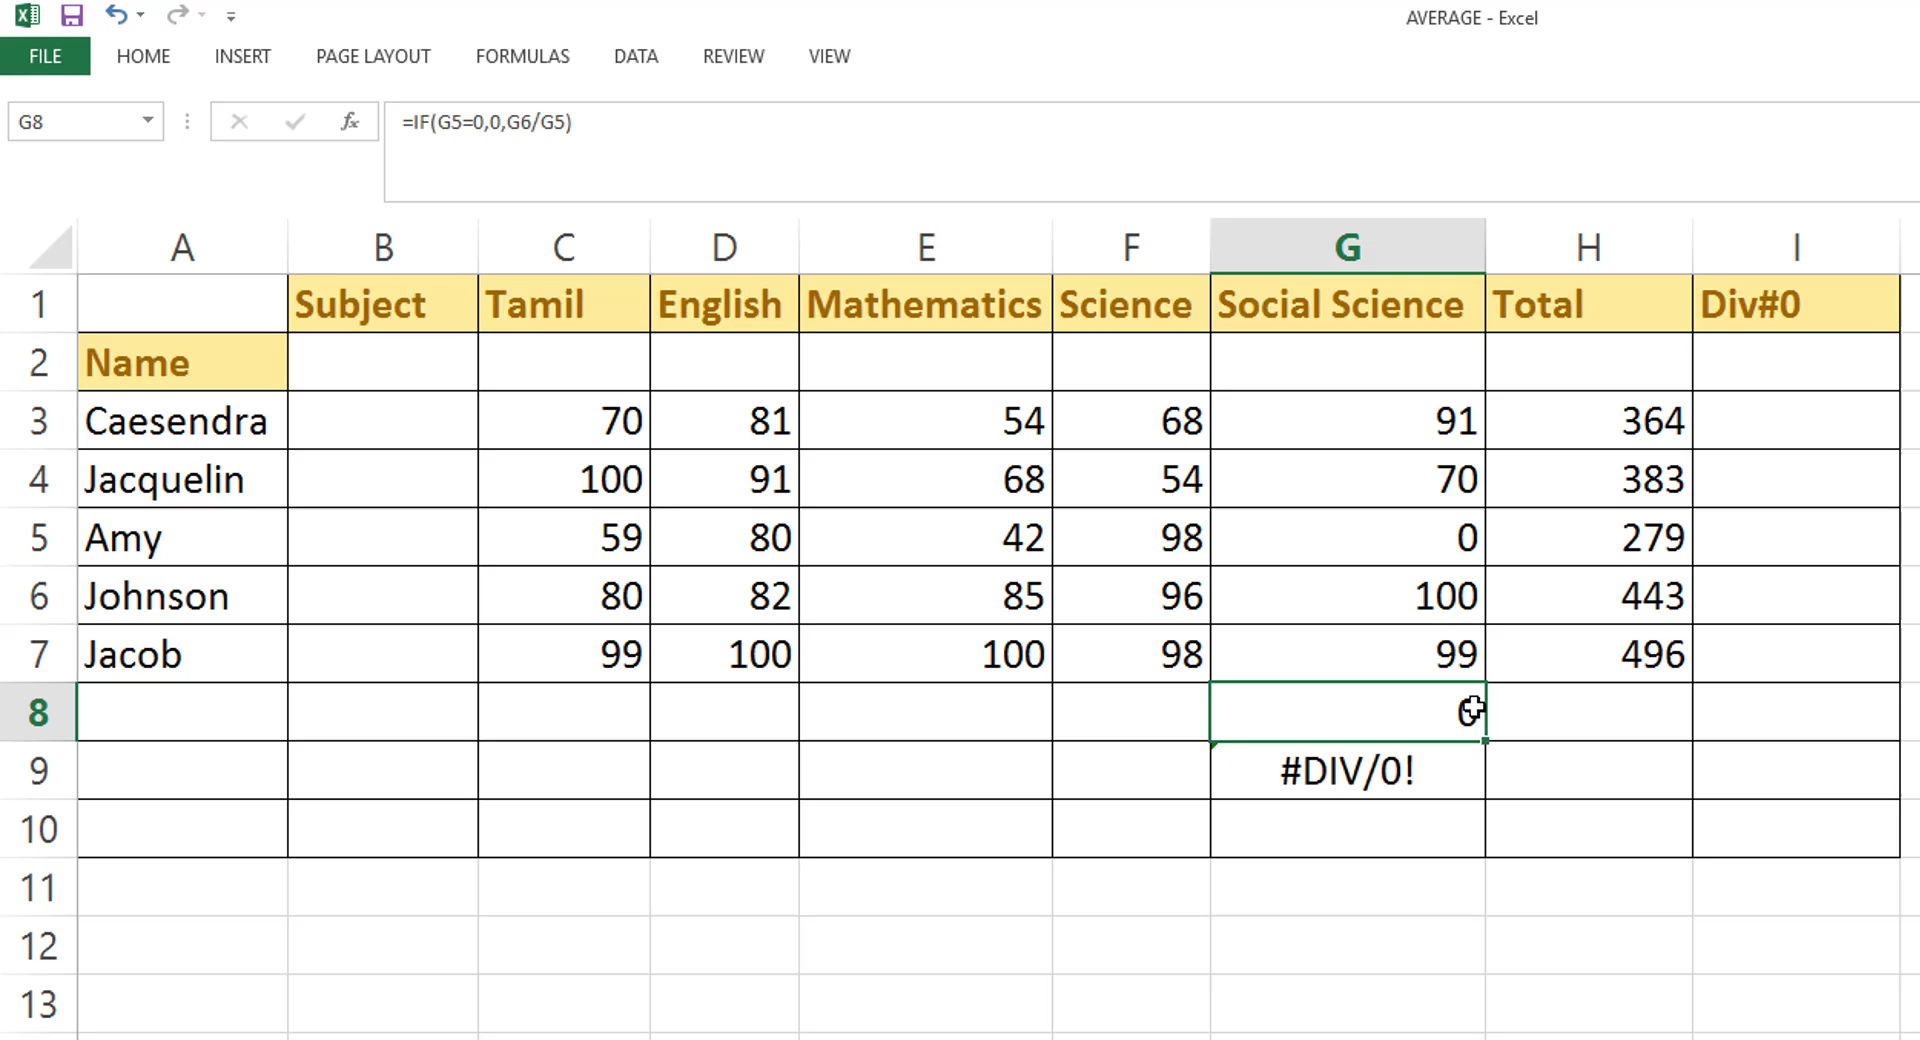 AVERAGE - Excel
FILE HOME INSERT PAGE LAYOUT FORMULAS DATA REVIEW VIEW
G8 fx =IF(G5=0,0,G6/G5)
A B C D E F G H I
1 Subject Tamil English Mathematics Science Social Science Total Div#0
2 Name
3 Caesendra 70 81 54 68 91 364
4 Jacquelin 100 91 68 54 70 383
5 Amy 59 80 42 98 0 279
6 Johnson 80 82 85 96 100 443
7 Jacob 99 100 100 98 99 496
8 0
9 #DIV/0!
10
11
12
13